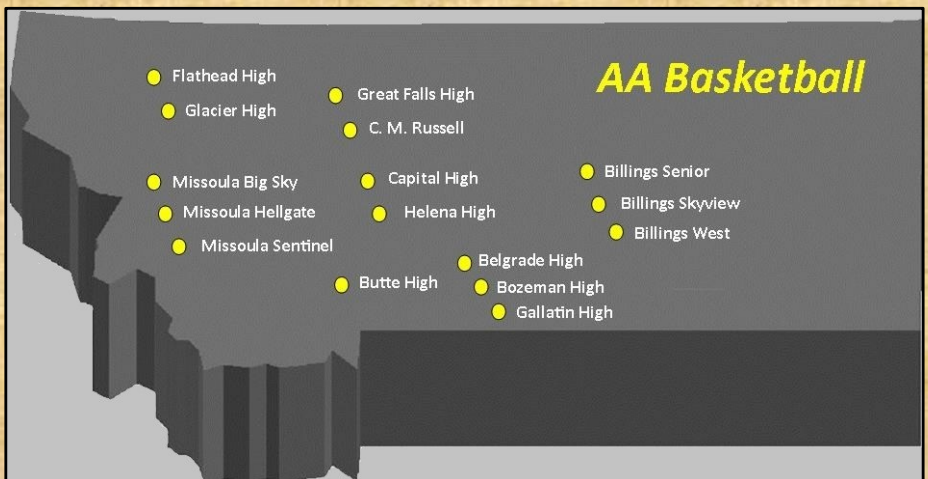 AA Basketball
Flathead High
Glacier High
Great Falls High
C. M. Russell
Missoula Big Sky
Missoula Hellgate
Missoula Sentinel
Capital High
Helena High
Butte High
Belgrade High
Bozeman High
Gallatin High
Billings Senior
Billings Skyview
Billings West